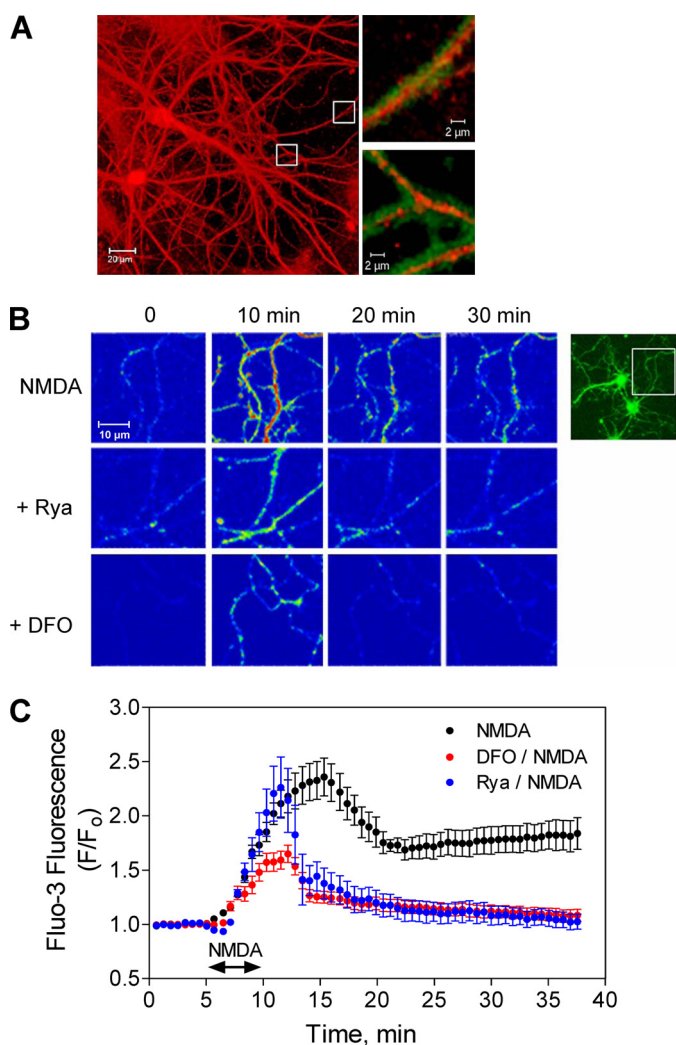 A
20 µm
2 µm
2 µm
B
0 10 min 20 min 30 min
NMDA
10 µm
+ Rya
+ DFO
C
3.0
2.5
2.0
1.5
1.0
0.5
Fluo-3 Fluorescence
(F/Fo)
NMDA
DFO / NMDA
Rya / NMDA
NMDA
0 5 10 15 20 25 30 35 40
Time, min